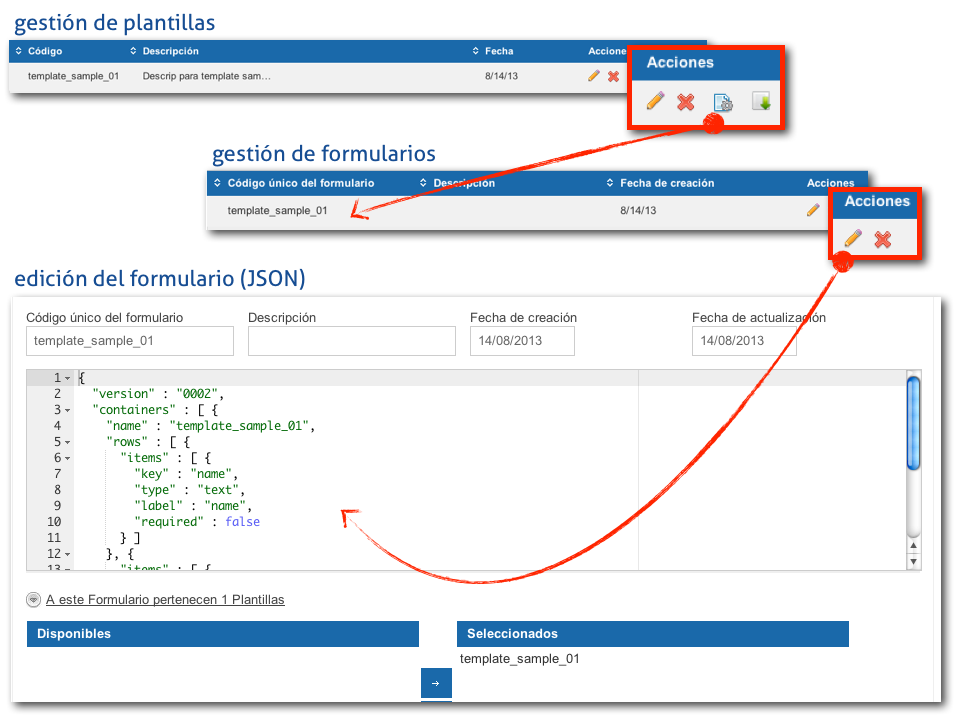 gestión de plantillas
Código Descripción Fecha Accione
template_sample_01 Descrip para template sam... 8/14/13
Acciones
gestión de formularios
Código único del formulario Descripción Fecha de creación Acciones
template_sample_01 8/14/13
Acciones
edición del formulario (JSON)
Código único del formulario Descripción Fecha de creación Fecha de actualización
template_sample_01 14/08/2013 14/08/2013
1 {
2 "version" : "0002",
3 "containers" : [ {
4 "name" : "template_sample_01",
5 "rows" : [ {
6 "items" : [ {
7 "key" : "name",
8 "type" : "text",
9 "label" : "name",
10 "required" : false
11 } ]
12 }, {
13 "items" : [ {
A este Formulario pertenecen 1 Plantillas
Disponibles Seleccionados
template_sample_01